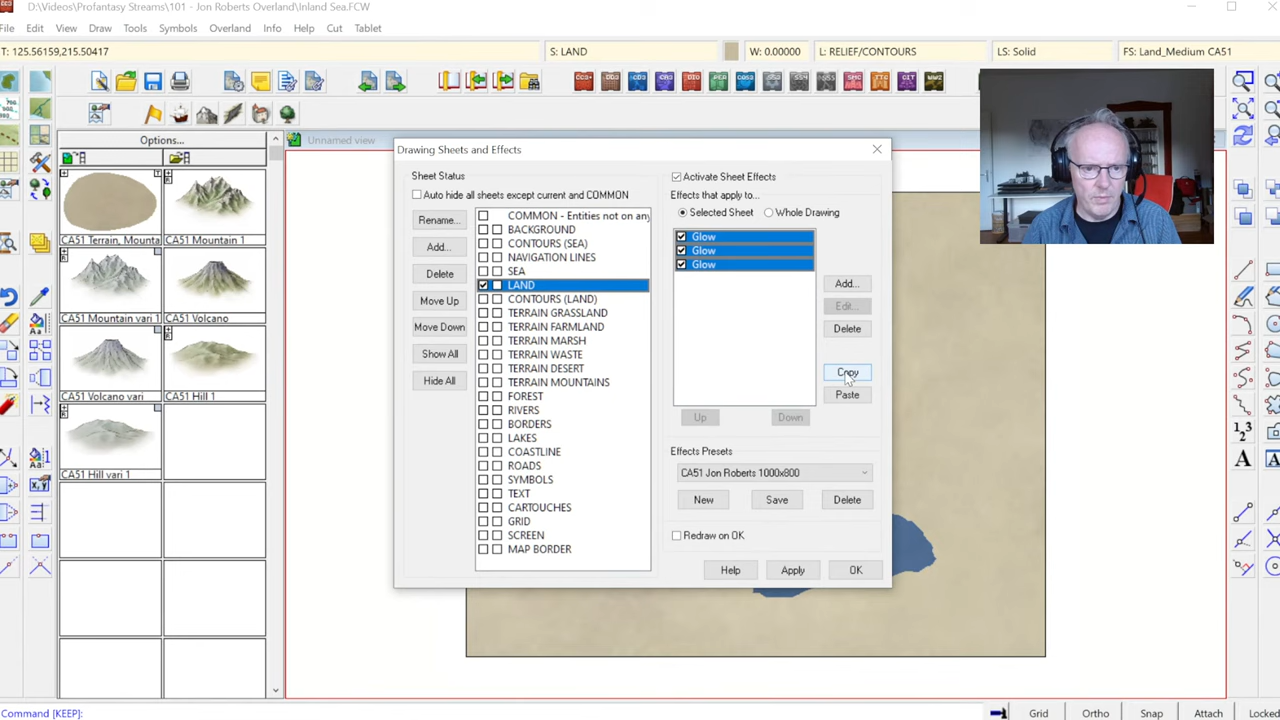 D:\Videos\Profantasy Streams\101 - Jon Roberts Overland\Inland Sea.FCW
File Edit View Draw Tools Symbols Overland Info Help Cut Tablet
T: 125.56159,215.50417 S: LAND W: 0.00000 L: RELIEF/CONTOURS LS: Solid FS: Land_Medium CA51
Options...
Unnamed view
CA51 Terrain, Mounta
CA51 Mountain 1
CA51 Mountain vari 1
CA51 Volcano
CA51 Volcano vari
CA51 Hill 1
CA51 Hill vari 1
Drawing Sheets and Effects
Sheet Status
Auto hide all sheets except current and COMMON
Rename...
Add...
Delete
Move Up
Move Down
Show All
Hide All
COMMON - Entities not on any
BACKGROUND
CONTOURS (SEA)
NAVIGATION LINES
SEA
LAND
CONTOURS (LAND)
TERRAIN GRASSLAND
TERRAIN FARMLAND
TERRAIN MARSH
TERRAIN WASTE
TERRAIN DESERT
TERRAIN MOUNTAINS
FOREST
RIVERS
BORDERS
LAKES
COASTLINE
ROADS
SYMBOLS
TEXT
CARTOUCHES
GRID
SCREEN
MAP BORDER
Activate Sheet Effects
Effects that apply to...
Selected Sheet Whole Drawing
Glow
Glow
Glow
Add...
Edit...
Delete
Copy
Paste
Up Down
Effects Presets
CA51 Jon Roberts 1000x800
New Save Delete
Redraw on OK
Help Apply OK
Command [KEEP]:
Grid Ortho Snap Attach Locked